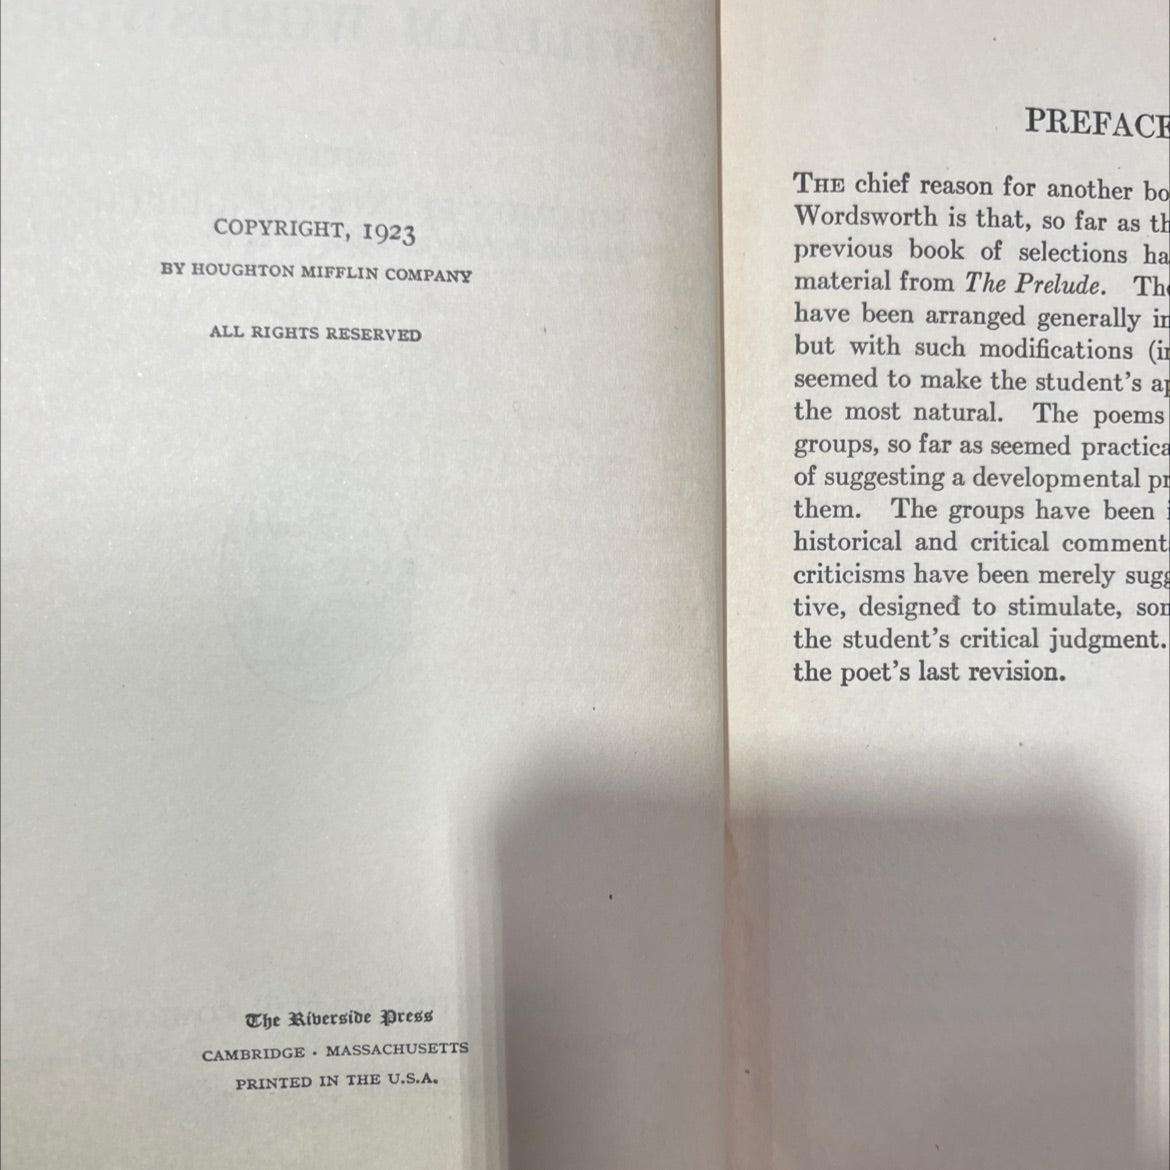 COPYRIGHT, 1923
BY HOUGHTON MIFFLIN COMPANY
ALL RIGHTS RESERVED
The Riverside Press
CAMBRIDGE · MASSACHUSETTS
PRINTED IN THE U.S.A.
PREFACE
THE chief reason for another bo
Wordsworth is that, so far as th
previous book of selections ha
material from The Prelude. The
have been arranged generally in
but with such modifications (in
seemed to make the student's ap
the most natural. The poems
groups, so far as seemed practica
of suggesting a developmental pr
them. The groups have been i
historical and critical comment
criticisms have been merely sugg
tive, designed to stimulate, som
the student's critical judgment.
the poet's last revision.